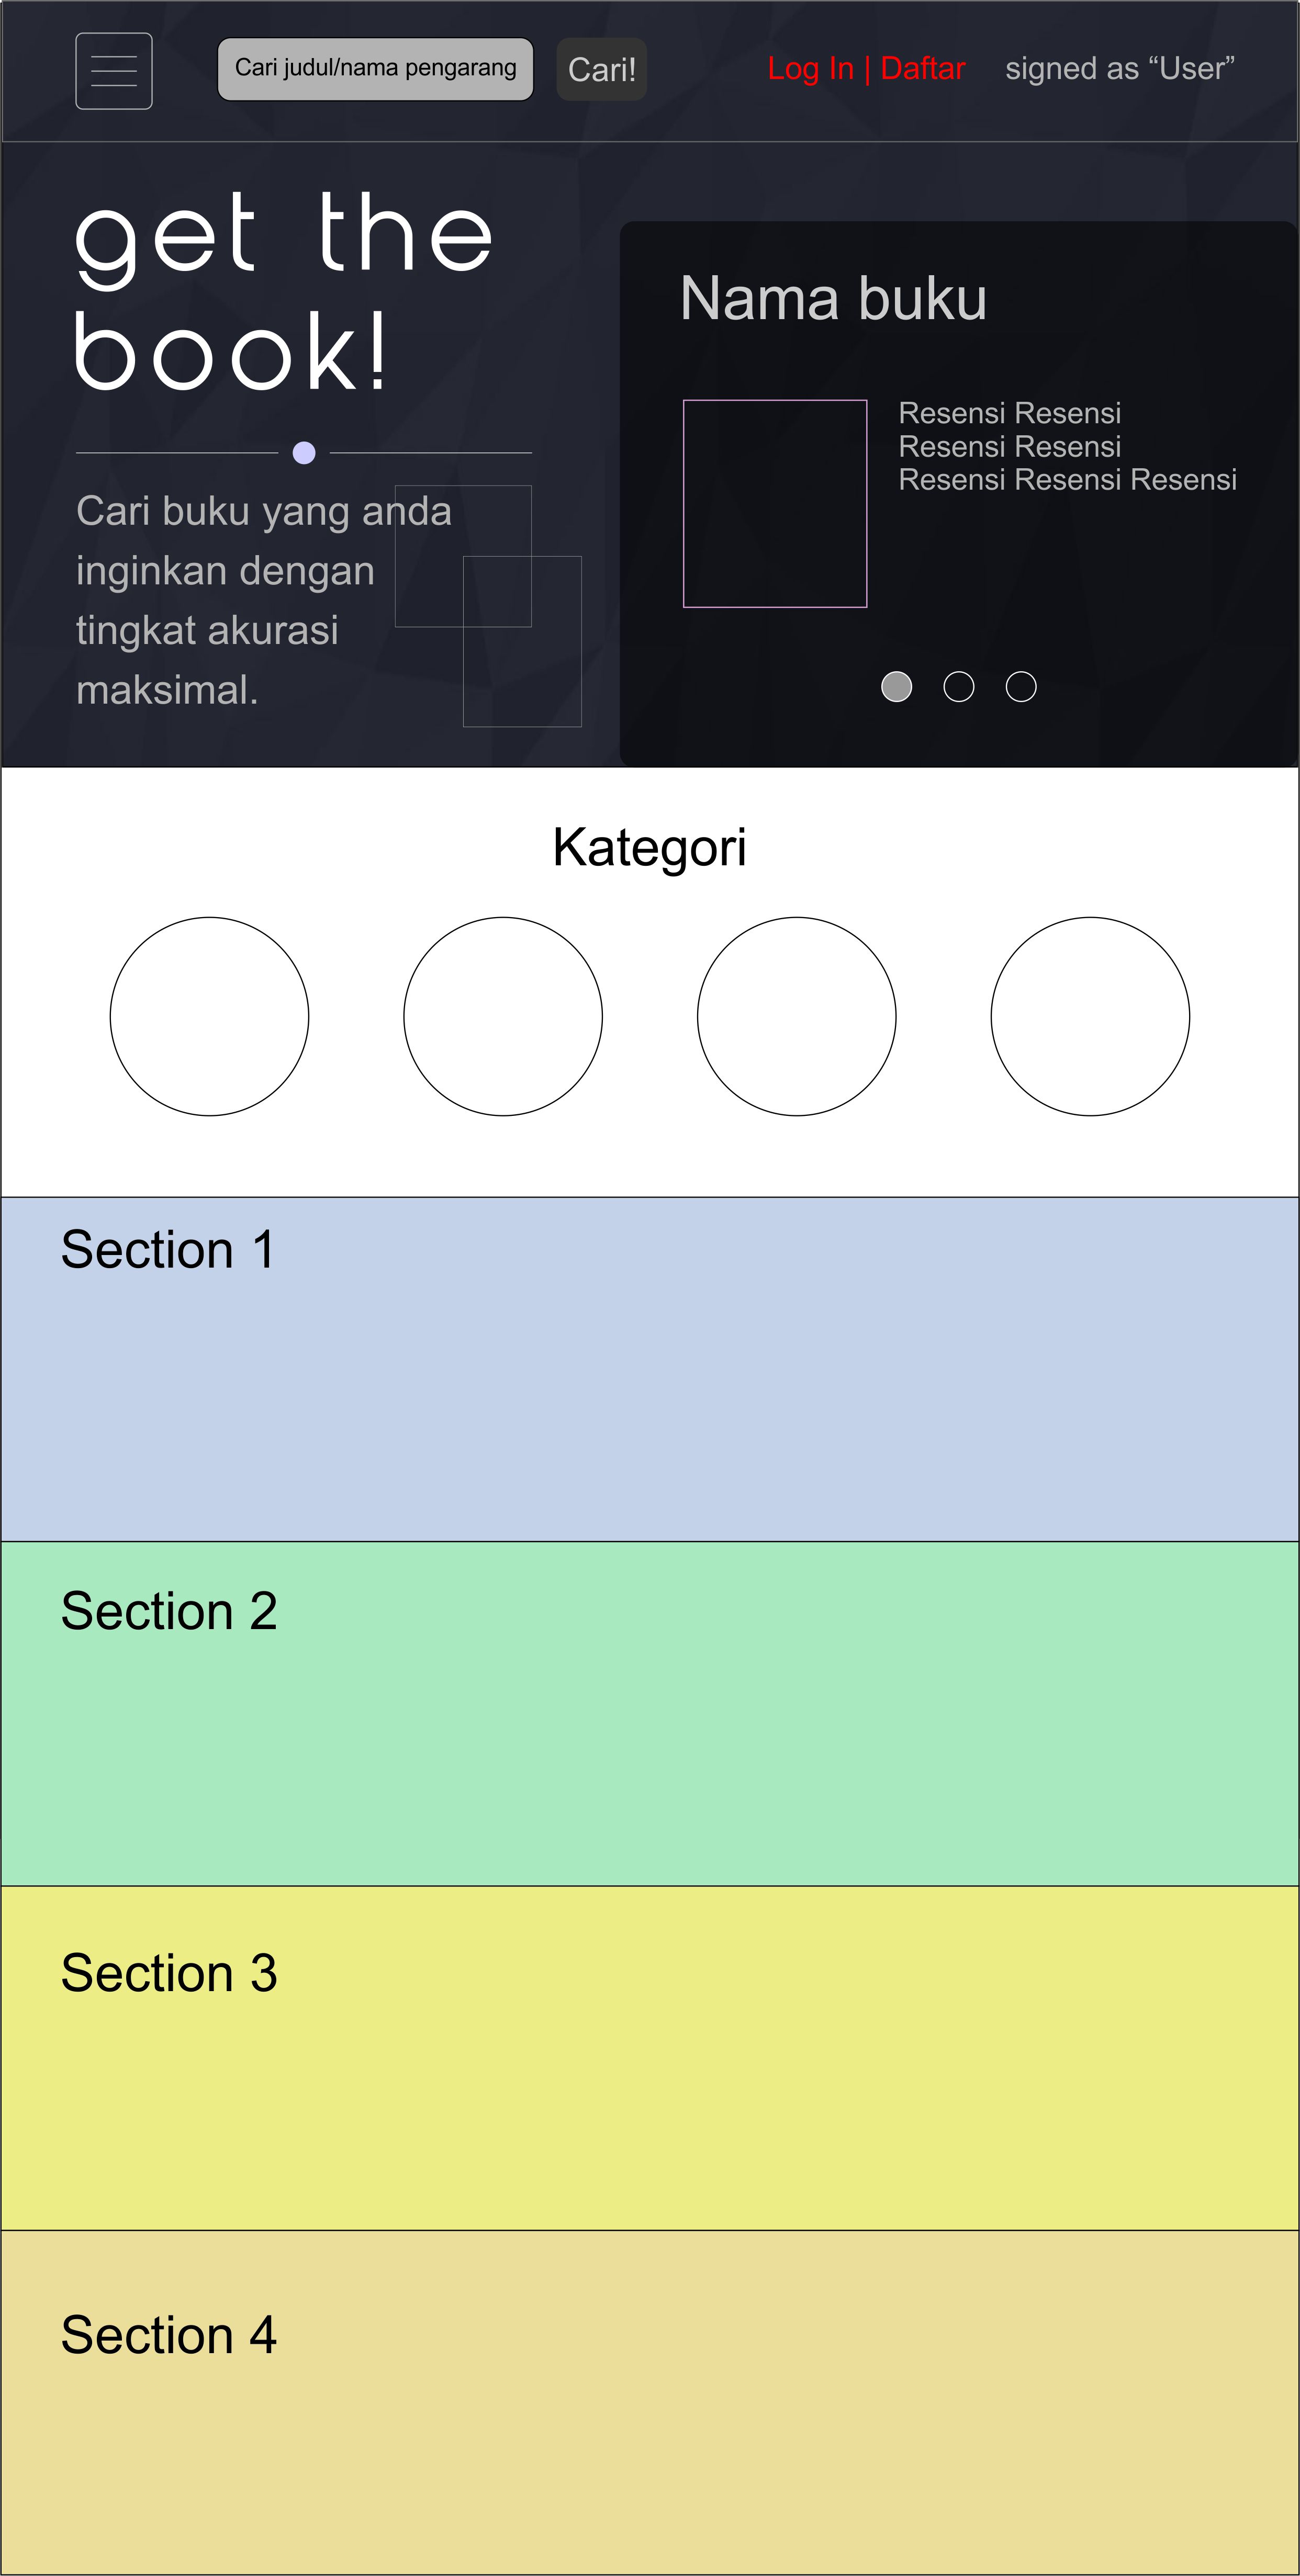 Cari judul/nama pengarang
Cari!
Log In | Daftar
signed as “User”
get the
book!
Cari buku yang anda
inginkan dengan
tingkat akurasi
maksimal.
Nama buku
Resensi Resensi
Resensi Resensi
Resensi Resensi Resensi
Kategori
Section 1
Section 2
Section 3
Section 4